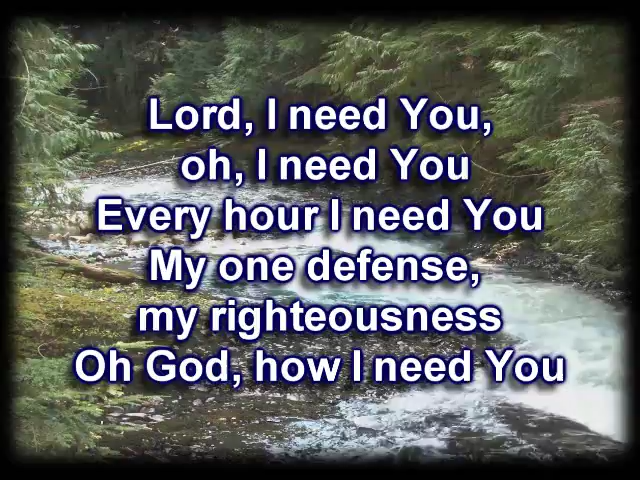 Lord, I need You,
oh, I need You
Every hour I need You
My one defense,
my righteousness
Oh God, how I need You